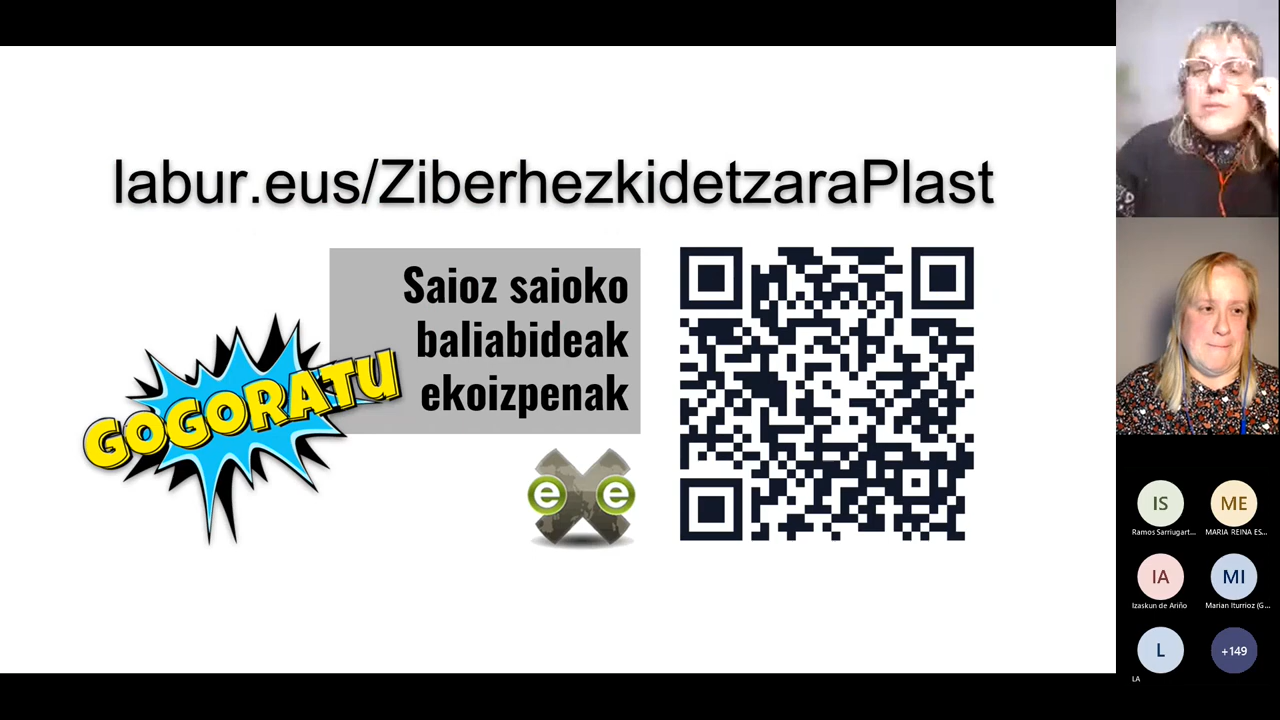 labur.eus/ZiberhezkidetzaraPlast
Saioz saioko
baliabideak
ekoizpenak
GOGORATU
e e
IS
ME
Ramos Sarriugart...
MARIA REINA ES...
IA
MI
Izaskun de Ariño
Marian Iturrioz (G...
L
+149
LA